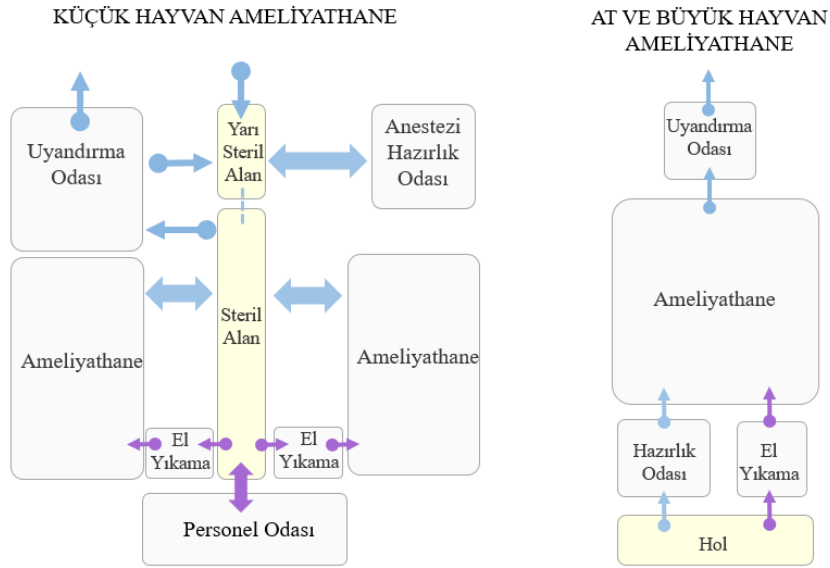 KÜÇÜK HAYVAN AMELİYATHANE
Uyandırma
Odası
Yarı
Steril
Alan
Anestezi
Hazırlık
Odası
Ameliyathane
Steril
Alan
Ameliyathane
El
Yıkama
El
Yıkama
Personel Odası
AT VE BÜYÜK HAYVAN
AMELİYATHANE
Uyandırma
Odası
Ameliyathane
Hazırlık
Odası
El
Yıkama
Hol